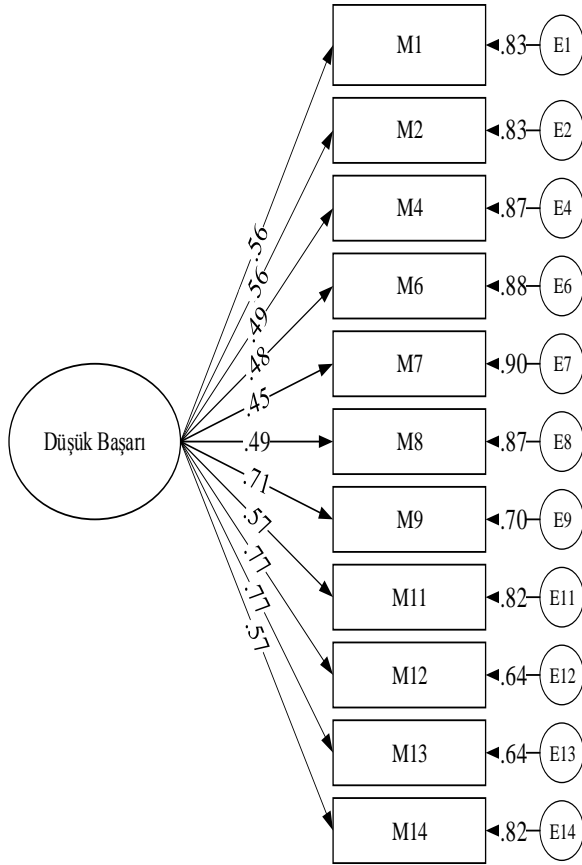 M1 .83 E1
M2 .83 E2
M4 .87 E4
M6 .88 E6
M7 .90 E7
M8 .87 E8
M9 .70 E9
M11 .82 E11
M12 .64 E12
M13 .64 E13
M14 .82 E14
Düşük Başarı
.56
.56
.49
.48
.45
.49
.71
.57
.77
.77
.57